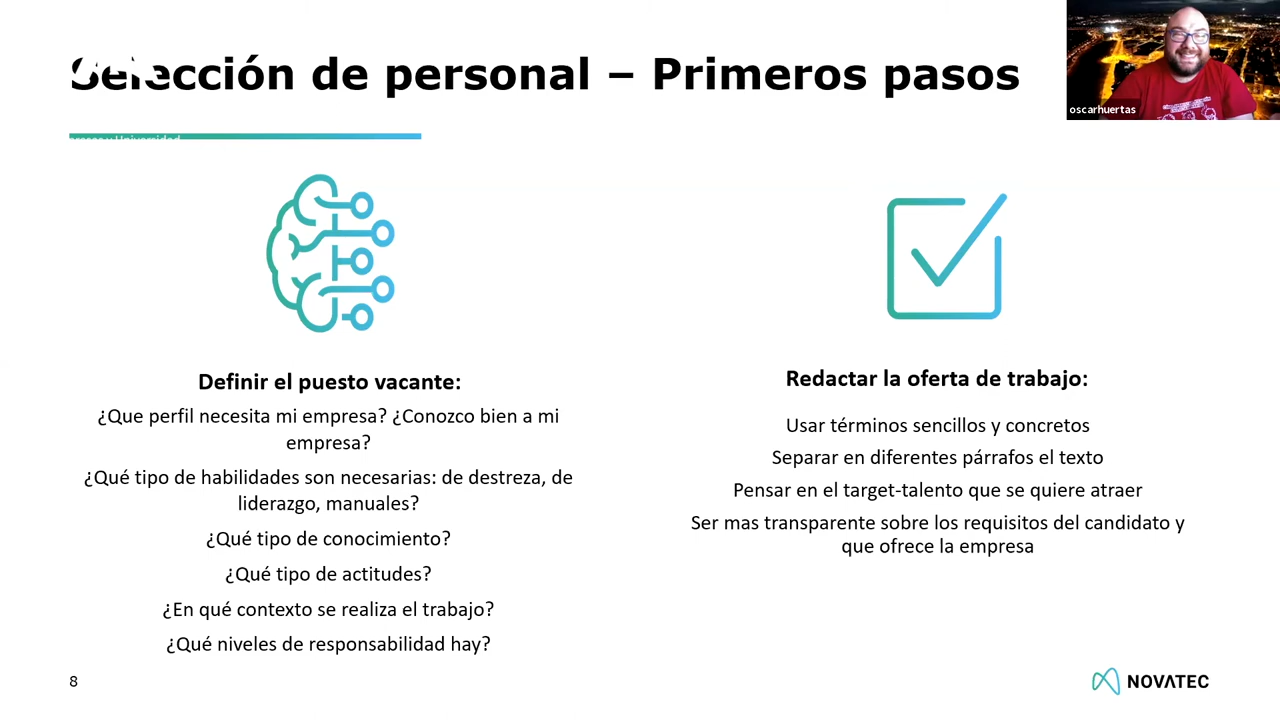 Selección de personal – Primeros pasos
oscarhuertas
y Universidad
Definir el puesto vacante:
¿Que perfil necesita mi empresa? ¿Conozco bien a mi
empresa?
¿Qué tipo de habilidades son necesarias: de destreza, de
liderazgo, manuales?
¿Qué tipo de conocimiento?
¿Qué tipo de actitudes?
¿En qué contexto se realiza el trabajo?
¿Qué niveles de responsabilidad hay?
Redactar la oferta de trabajo:
Usar términos sencillos y concretos
Separar en diferentes párrafos el texto
Pensar en el target-talento que se quiere atraer
Ser mas transparente sobre los requisitos del candidato y
que ofrece la empresa
8
NOVATEC